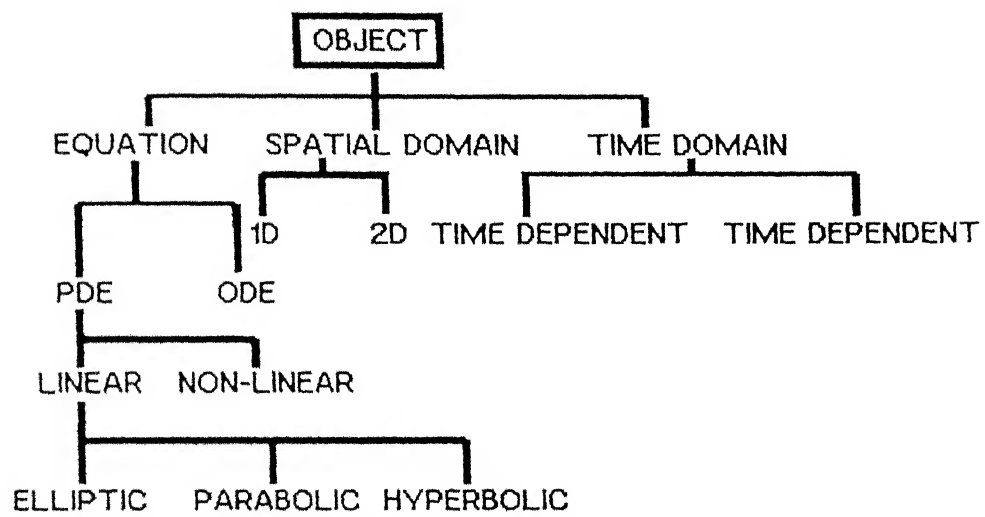 OBJECT
EQUATION SPATIAL DOMAIN TIME DOMAIN
1D 2D TIME DEPENDENT TIME DEPENDENT
PDE ODE
LINEAR NON-LINEAR
ELLIPTIC PARABOLIC HYPERBOLIC